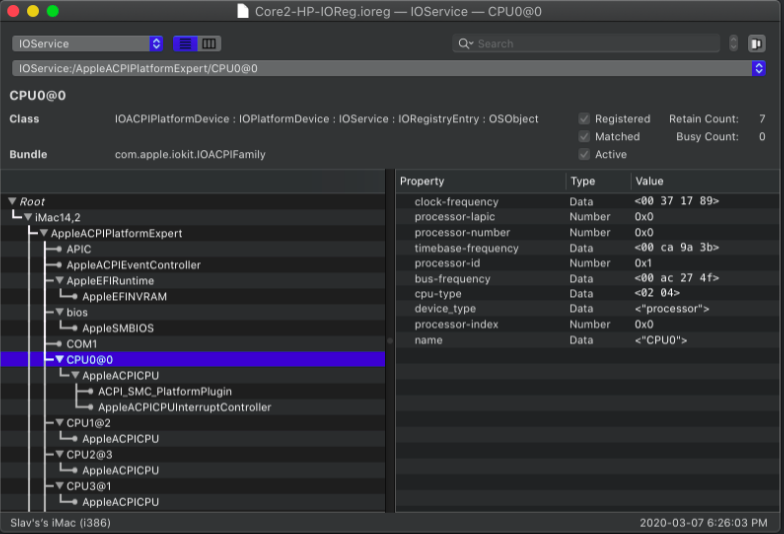 Core2-HP-IOReg.ioreg — IOService — CPU0@0
IOService
Search
IOService:/AppleACPIPlatformExpert/CPU0@0
CPU0@0
Class IOACPIPlatformDevice : IOPlatformDevice : IOService : IORegistryEntry : OSObject Registered Retain Count: 7
Matched Busy Count: 0
Bundle com.apple.iokit.IOACPIFamily Active
Property Type Value
Root
iMac14,2
AppleACPIPlatformExpert
APIC
AppleACPIEventController
AppleEFIRuntime
AppleEFINVRAM
bios
AppleSMBIOS
COM1
CPU0@0
AppleACPICPU
ACPI_SMC_PlatformPlugin
AppleACPICPUInterruptController
CPU1@2
AppleACPICPU
CPU2@3
AppleACPICPU
CPU3@1
AppleACPICPU
clock-frequency Data <00 37 17 89>
processor-lapic Number 0x0
processor-number Number 0x0
timebase-frequency Data <00 ca 9a 3b>
processor-id Number 0x1
bus-frequency Data <00 ac 27 4f>
cpu-type Data <02 04>
device_type Data <"processor">
processor-index Number 0x0
name Data <"CPU0">
Slav's's iMac (i386)
2020-03-07 6:26:03 PM